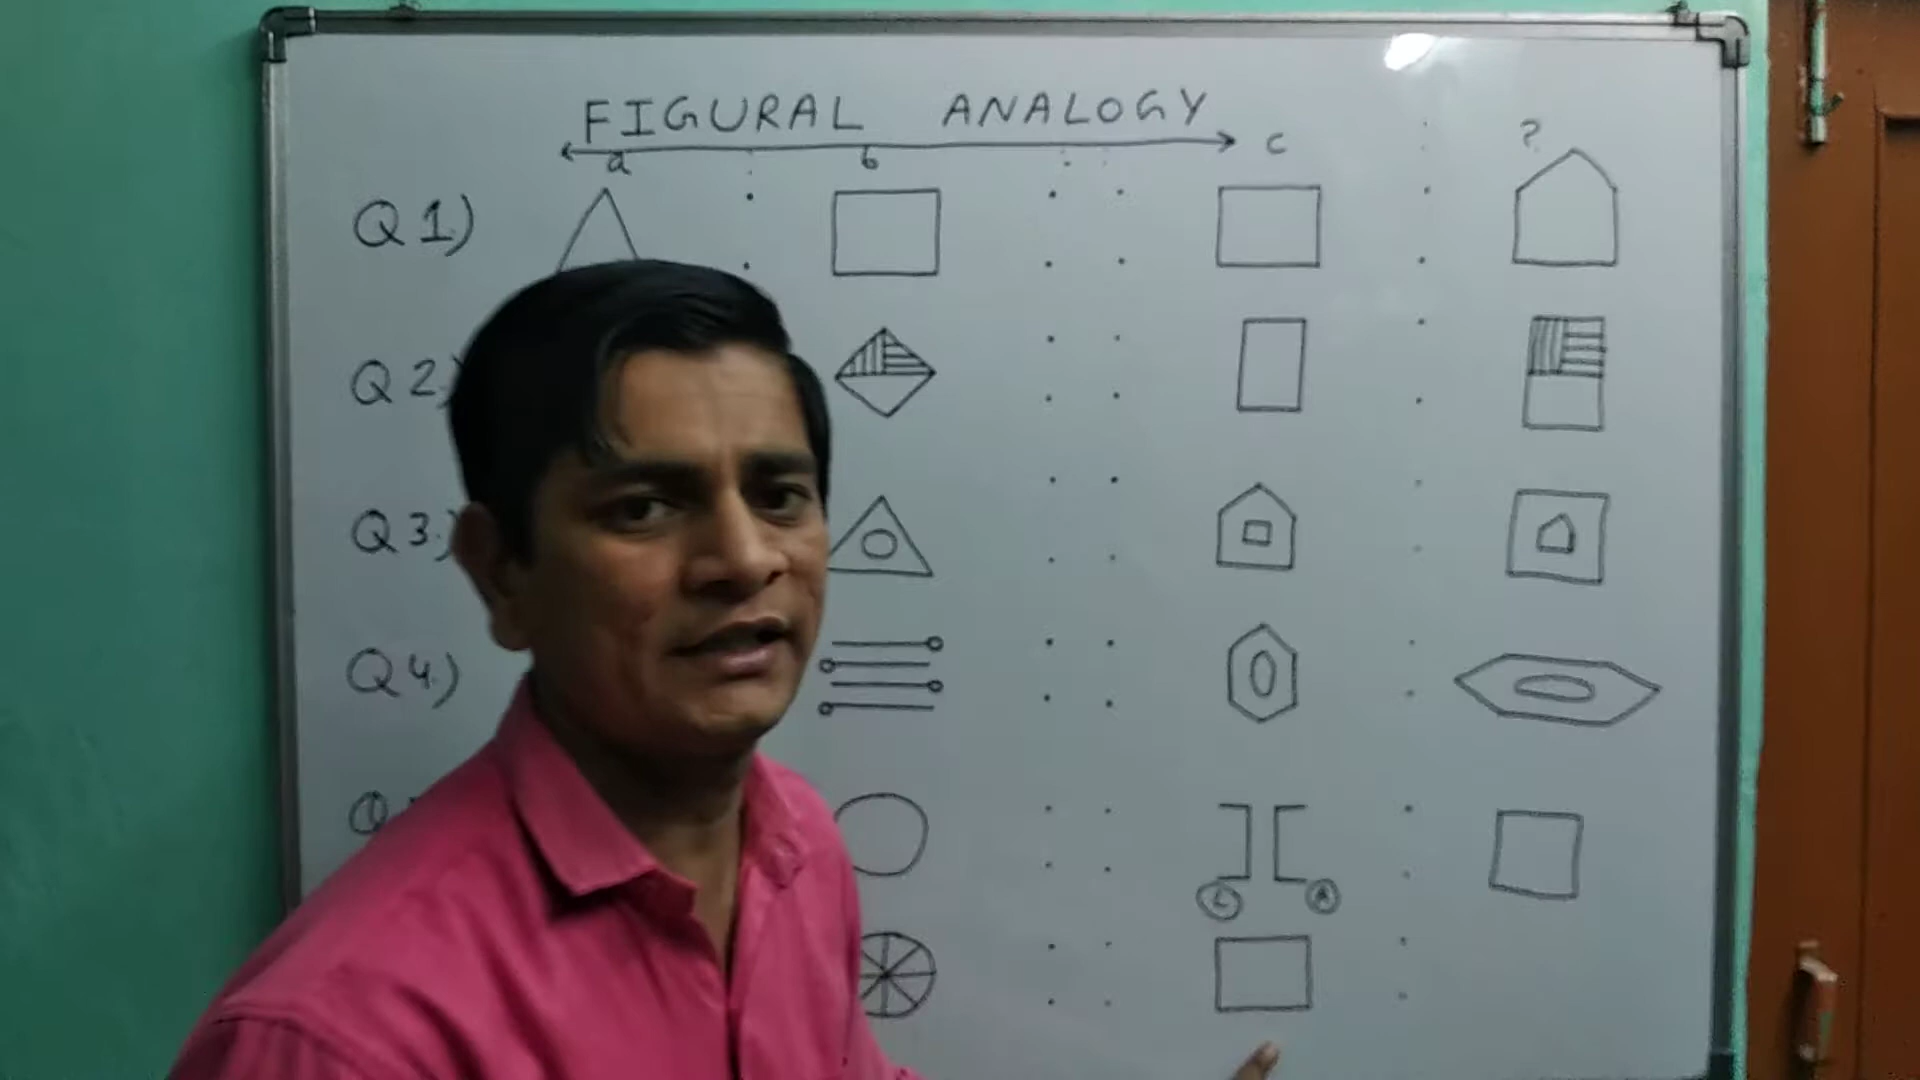 FIGURAL ANALOGY
a b c ?
Q 1)
Q 2)
Q 3.)
Q 4.)
Q
L R